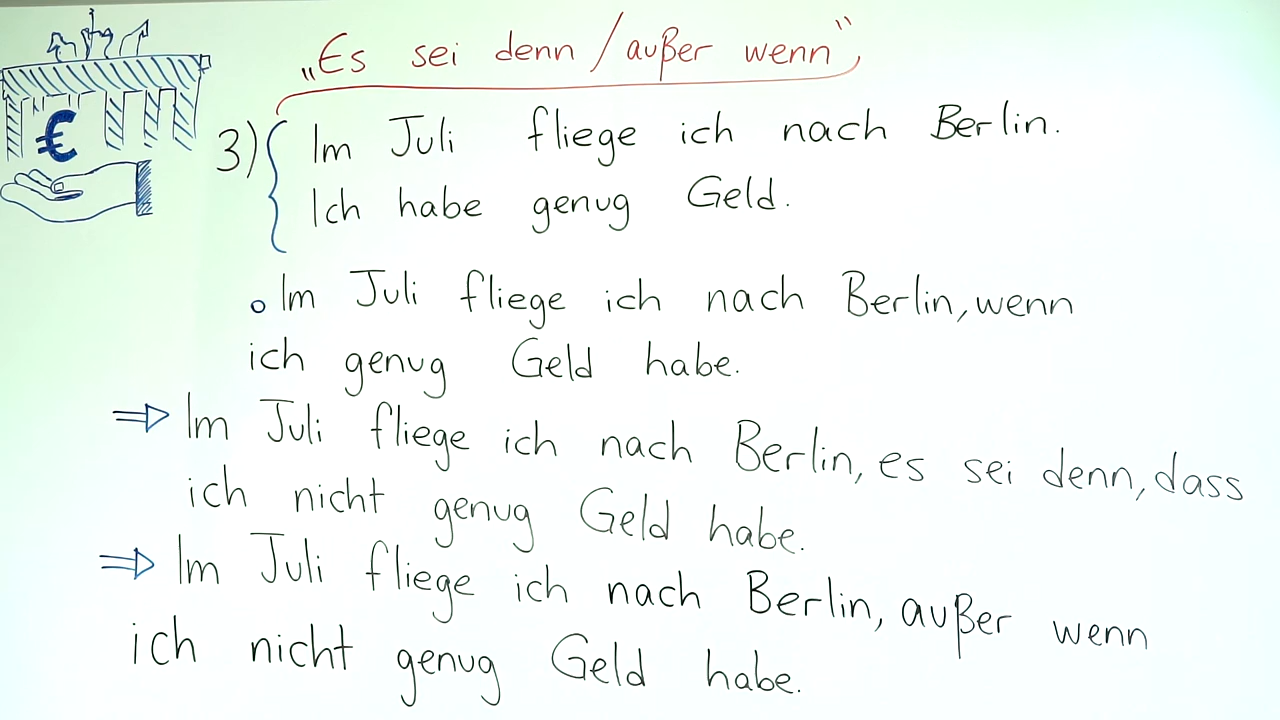 „Es sei denn / außer wenn“
3) Im Juli fliege ich nach Berlin.
Ich habe genug Geld.
Im Juli fliege ich nach Berlin, wenn
ich genug Geld habe.
⇒ Im Juli fliege ich nach Berlin, es sei denn, dass
ich nicht genug Geld habe.
⇒ Im Juli fliege ich nach Berlin, außer wenn
ich nicht genug Geld habe.
€